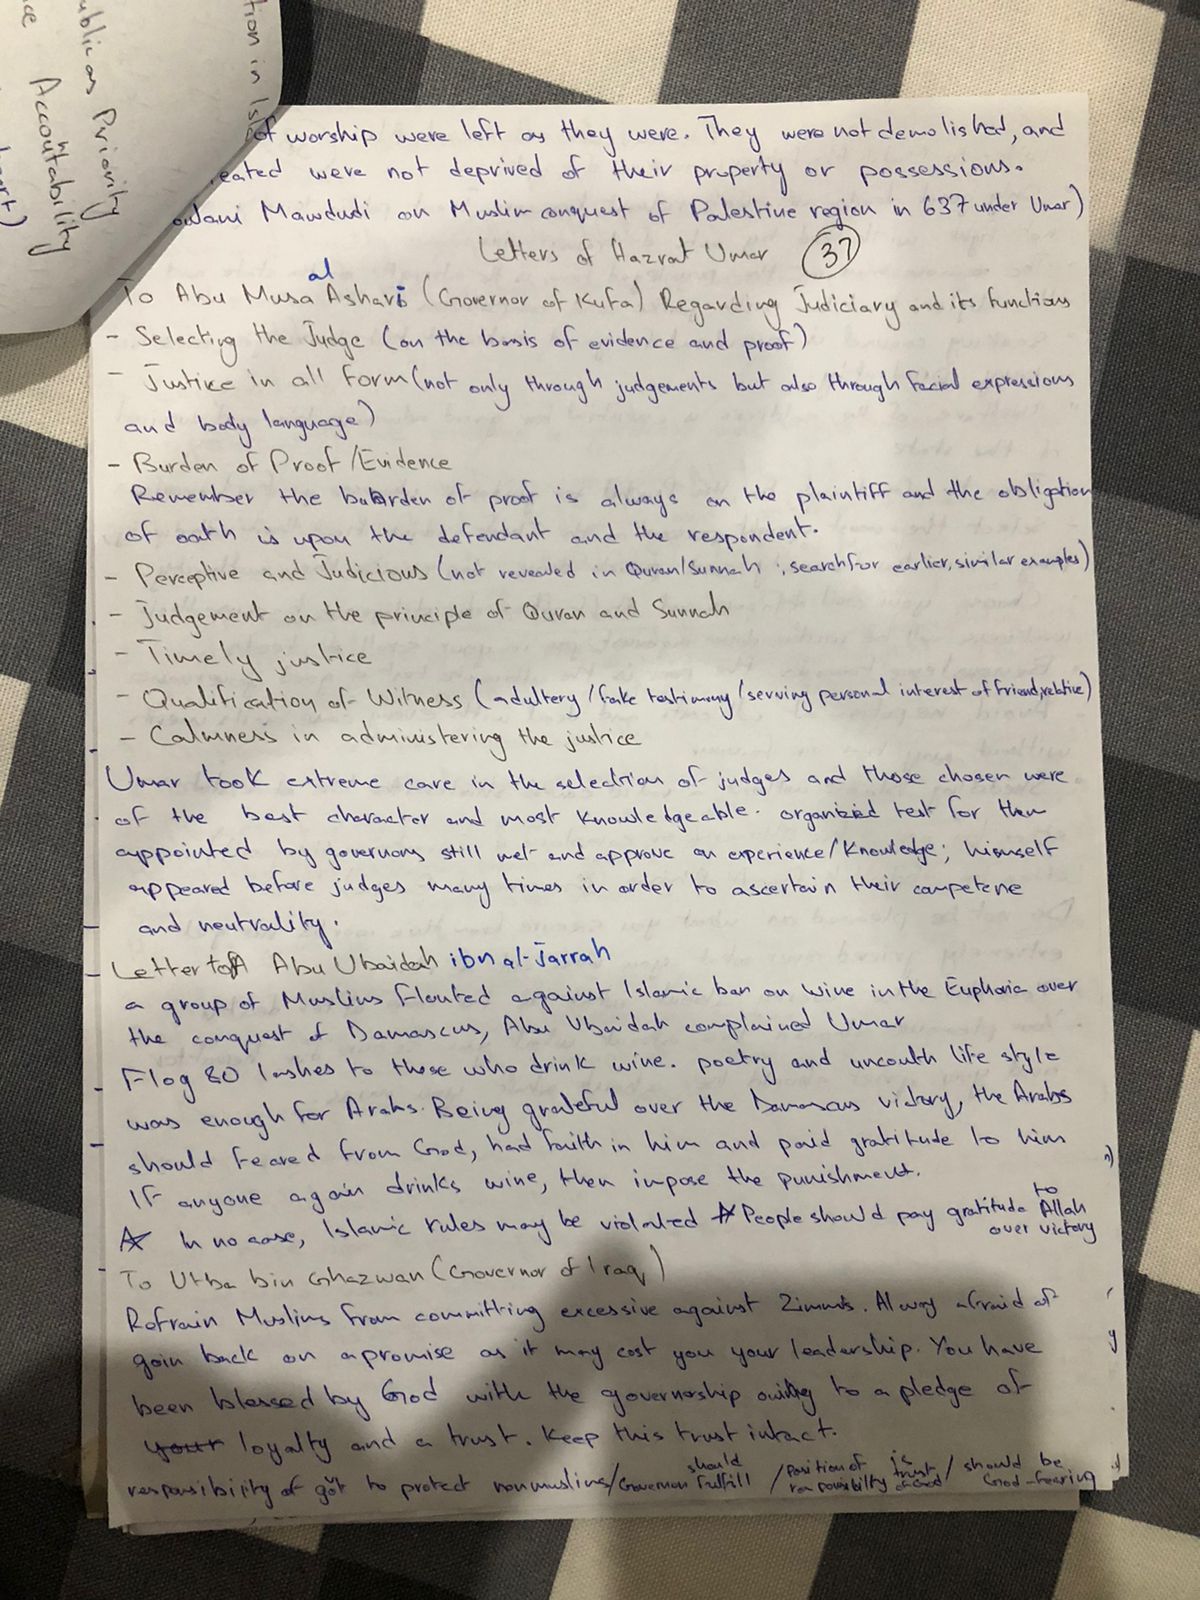 tion in Isl
ublic as Priority
ce Accountability
of worship were left as they were. They were not demolished, and
eated were not deprived of their property or possessions.
Mawdudi on Muslim conquest of Palestine region in 637 under Umar)
Letters of Hazrat Umar 37
To Abu Musa al Ashari (Governor of Kufa) Regarding Judiciary and its functions
- Selecting the Judge (on the basis of evidence and proof)
- Justice in all form (not only through judgements but also through facial expressions
and body language)
- Burden of Proof/Evidence
Remember the burden of proof is always on the plaintiff and the obligation
of oath is upon the defendant and the respondent.
- Perceptive and Judicious (not revealed in Quran/Sunnah ; search for earlier, similar examples)
- Judgement on the principle of Quran and Sunnah
- Timely justice
- Qualification of Witness (adultery / fake testimony / serving personal interest of friend, relative)
- Calmness in administering the justice
Umar took extreme care in the selection of judges and those chosen were
of the best character and most knowledgeable. organized test for them
appointed by governors still met and approve on experience/knowledge; himself
appeared before judges many times in order to ascertain their competene
and neutrality.
Letter to Abu Ubaidah ibn al-Jarrah
a group of Muslims flouted against Islamic ban on wine in the Euphoria over
the conquest of Damascus, Abu Ubaidah complained Umar
Flog 80 lashes to those who drink wine. poetry and uncouth life style
was enough for Arabs. Being grateful over the Damascus victory, the Arabs
should feared from God, had faith in him and paid gratitude to him
If anyone again drinks wine, then impose the punishment.
* In no case, Islamic rules may be violated * People should pay gratitude to Allah over victory
To Utba bin Ghazwan (Governor of Iraq)
Refrain Muslims from committing excessive against Zimmis. Alway afraid of
goin back on a promise as it may cost you your leadership. You have
been blessed by God with the governorship owing to a pledge of
your loyalty and a trust. Keep this trust intact.
responsibility of got to protect nonmuslims / Governor should fulfill / position of responsibilty is trust of God / should be God-fearing